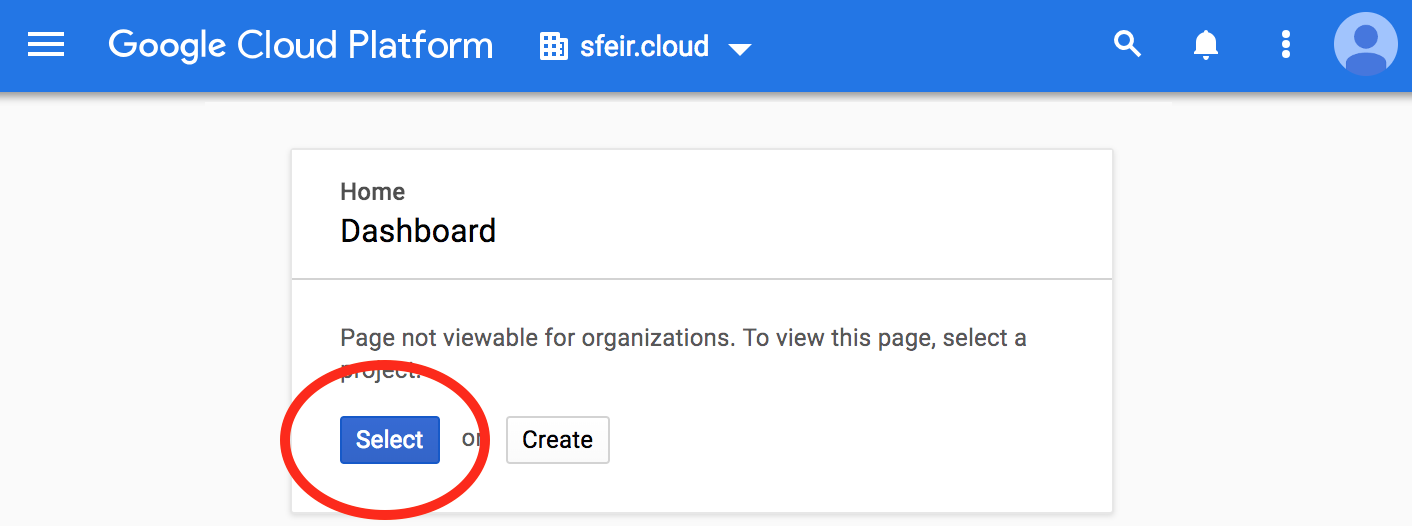 Google Cloud Platform sfeir.cloud
Home
Dashboard
Page not viewable for organizations. To view this page, select a
project.
Select or Create